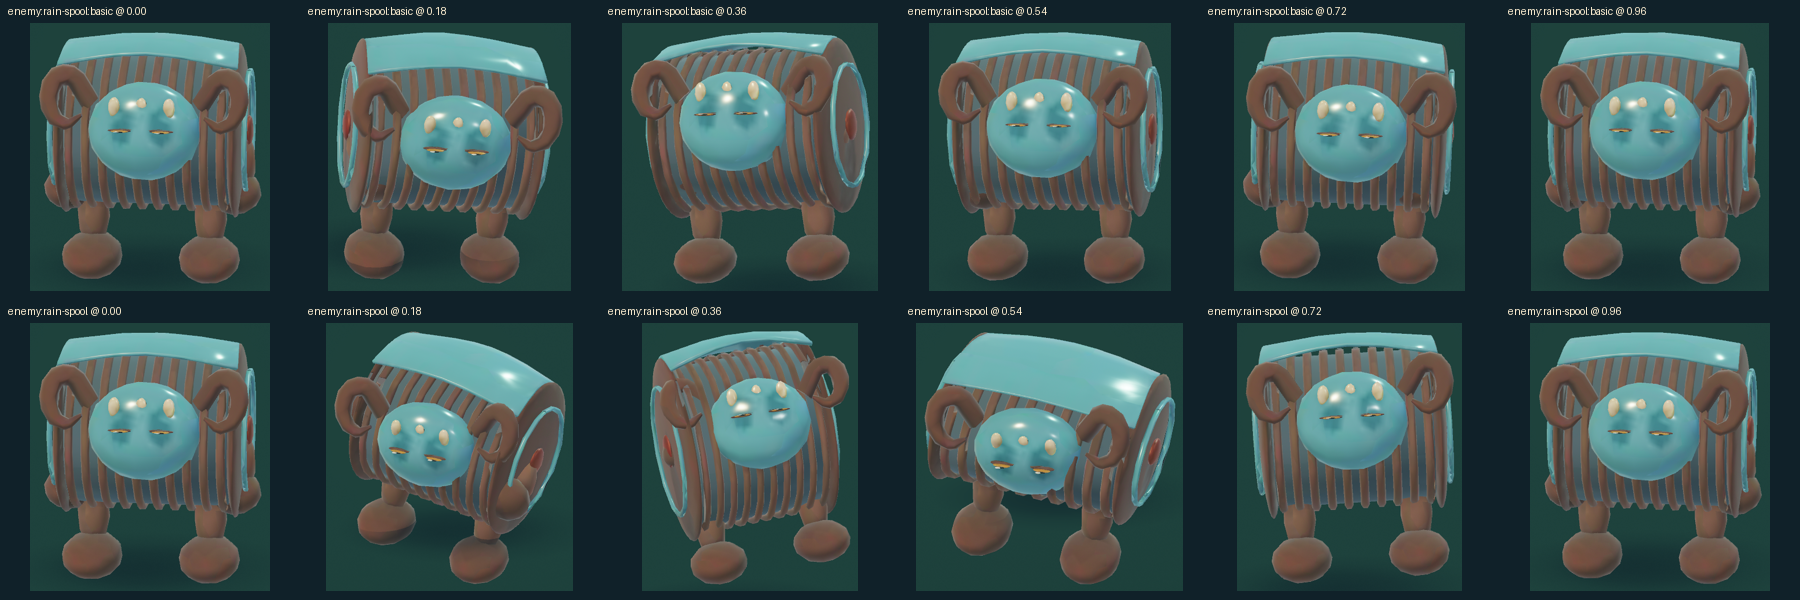 enemy:rain-spool:basic @ 0.00
enemy:rain-spool:basic @ 0.18
enemy:rain-spool:basic @ 0.36
enemy:rain-spool:basic @ 0.54
enemy:rain-spool:basic @ 0.72
enemy:rain-spool:basic @ 0.96
enemy:rain-spool @ 0.00
enemy:rain-spool @ 0.18
enemy:rain-spool @ 0.36
enemy:rain-spool @ 0.54
enemy:rain-spool @ 0.72
enemy:rain-spool @ 0.96